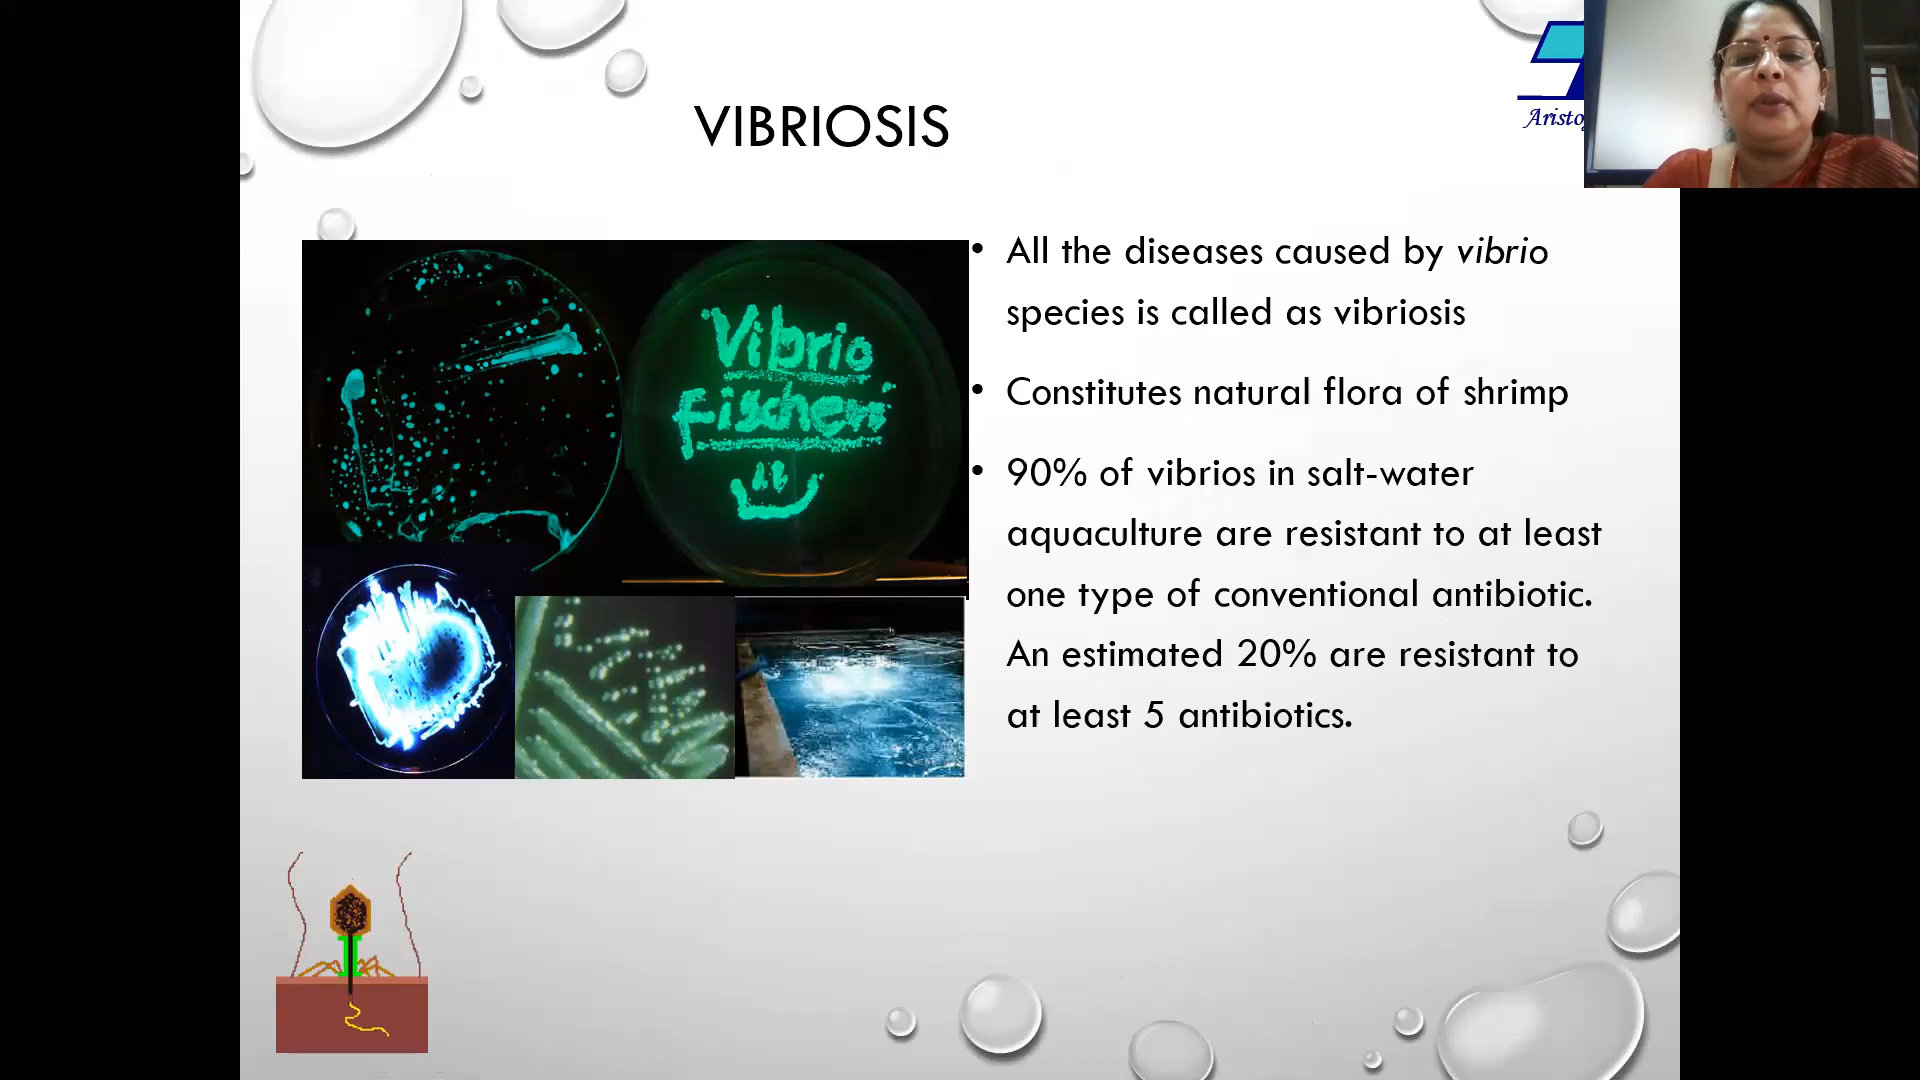 VIBRIOSIS
• All the diseases caused by vibrio
species is called as vibriosis
• Constitutes natural flora of shrimp
• 90% of vibrios in salt-water
aquaculture are resistant to at least
one type of conventional antibiotic.
An estimated 20% are resistant to
at least 5 antibiotics.
Vibrio
fischeri